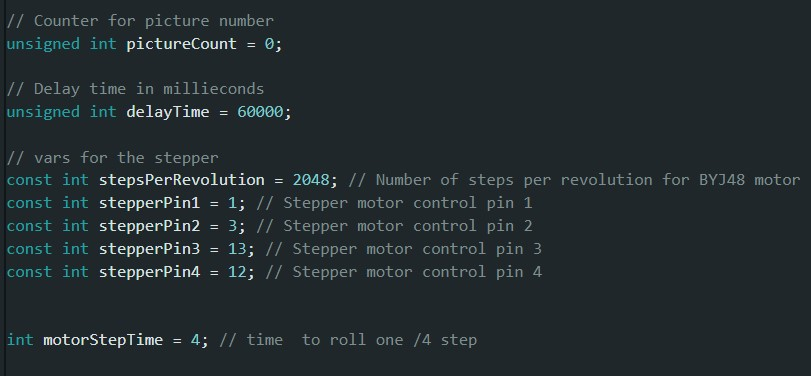 // Counter for picture number
unsigned int pictureCount = 0;
// Delay time in millieconds
unsigned int delayTime = 60000;
// vars for the stepper
const int stepsPerRevolution = 2048; // Number of steps per revolution for BYJ48 motor
const int stepperPin1 = 1; // Stepper motor control pin 1
const int stepperPin2 = 3; // Stepper motor control pin 2
const int stepperPin3 = 13; // Stepper motor control pin 3
const int stepperPin4 = 12; // Stepper motor control pin 4
int motorStepTime = 4; // time  to roll one /4 step